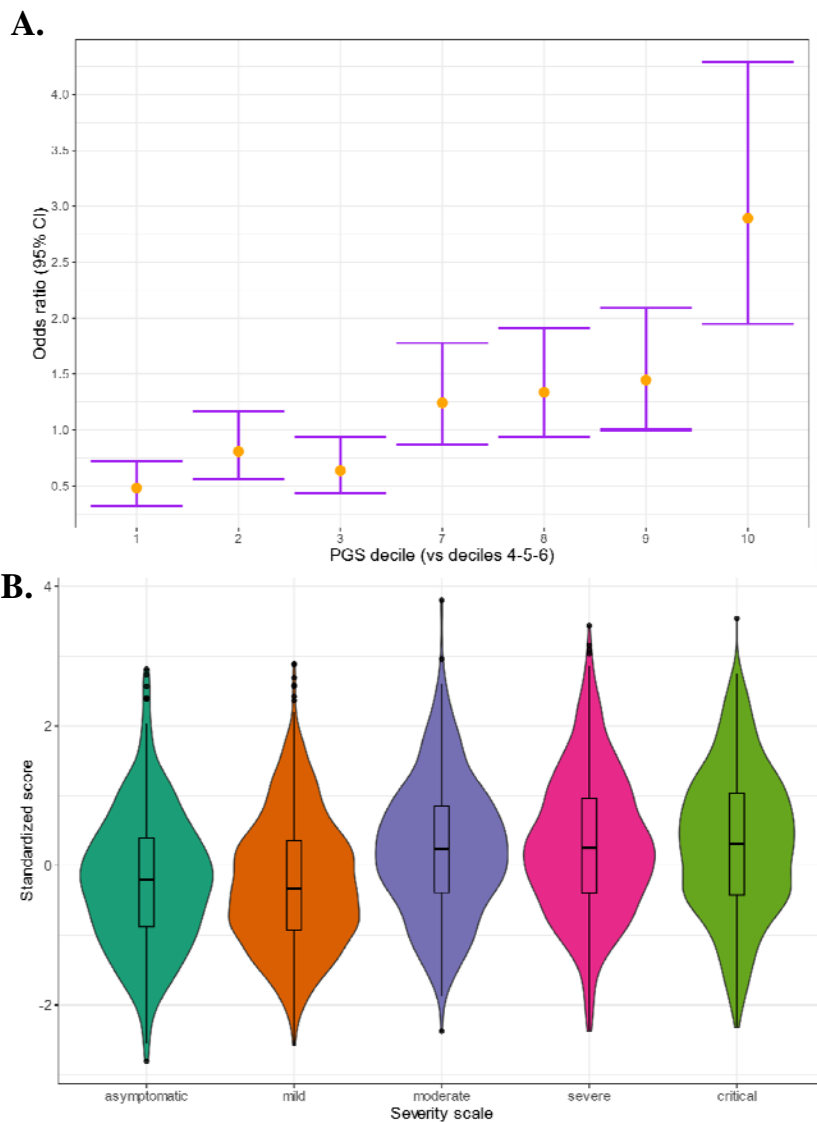 A.
4.0
3.5
3.0
2.5
2.0
1.5
1.0
0.5
Odds ratio (95% CI)
1 2 3 7 8 9 10
PGS decile (vs deciles 4-5-6)
B.
4
2
0
-2
Standardized score
asymptomatic mild moderate severe critical
Severity scale